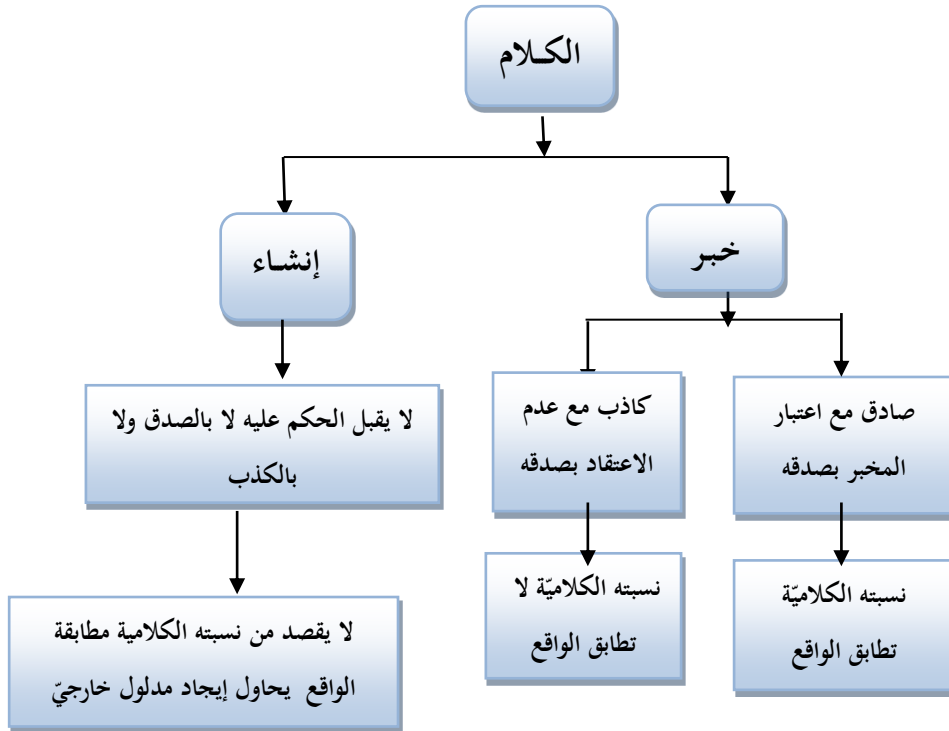 الكـلام
خبر
إنشـاء
صادق مع اعتبار
المخبر بصدقه
كاذب مع عدم
الاعتقاد بصدقه
لا يقبل الحكم عليه لا بالصدق ولا
بالكذب
نسبته الكلاميّة
تطابق الواقع
نسبته الكلاميّة لا
تطابق الواقع
لا يقصد من نسبته الكلامية مطابقة
الواقع يحاول إيجاد مدلول خارجيّ